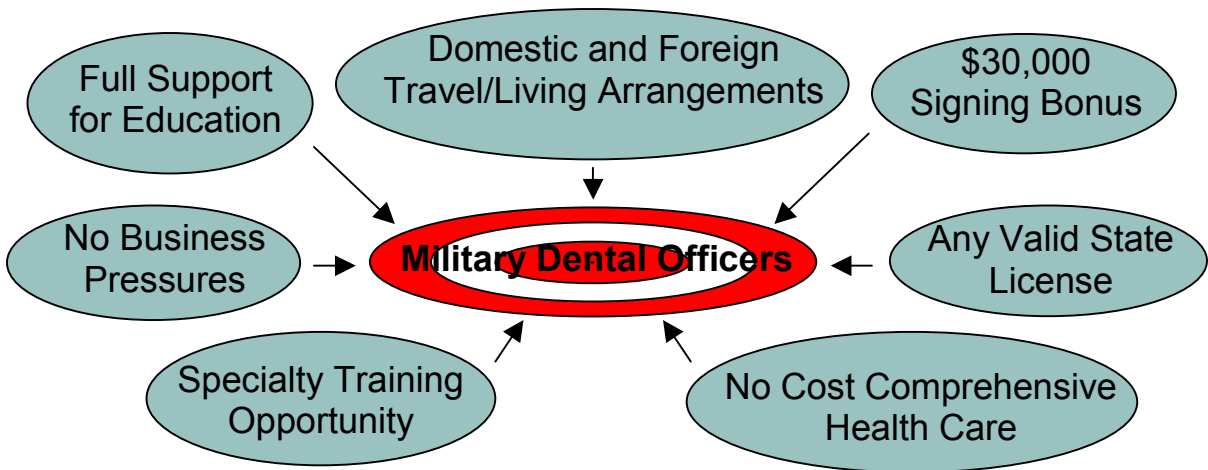 Full Support
for Education
Domestic and Foreign
Travel/Living Arrangements
$30,000
Signing Bonus
No Business
Pressures
Military Dental Officers
Any Valid State
License
Specialty Training
Opportunity
No Cost Comprehensive
Health Care